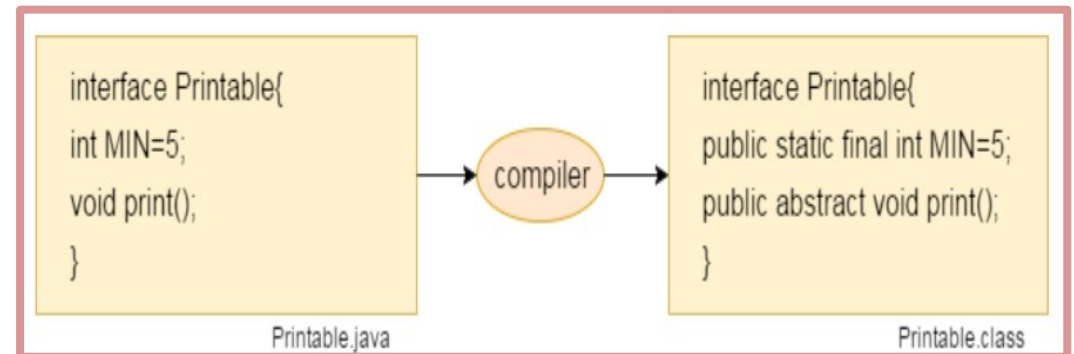 interface Printable{
int MIN=5;
void print();
}
Printable.java
compiler
interface Printable{
public static final int MIN=5;
public abstract void print();
}
Printable.class